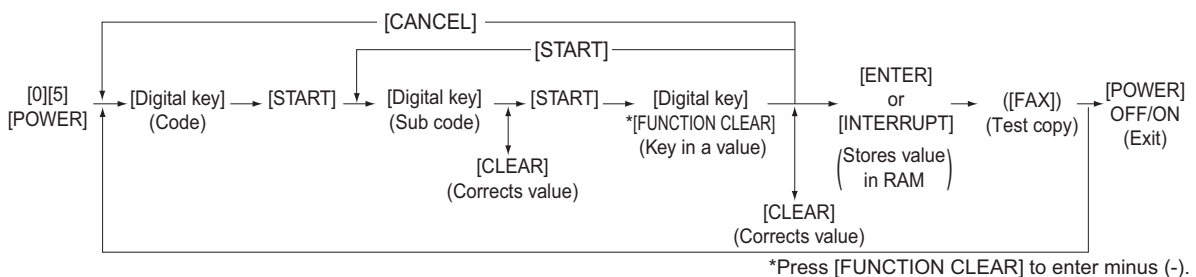 [CANCEL]
[START]
[0][5]
[POWER]
[Digital key]
(Code)
[START]
[Digital key]
(Sub code)
[CLEAR]
(Corrects value)
[START]
[Digital key]
*[FUNCTION CLEAR]
(Key in a value)
[CLEAR]
(Corrects value)
[ENTER]
or
[INTERRUPT]
(Stores value
in RAM)
([FAX])
(Test copy)
[POWER]
OFF/ON
(Exit)
*Press [FUNCTION CLEAR] to enter minus (-).